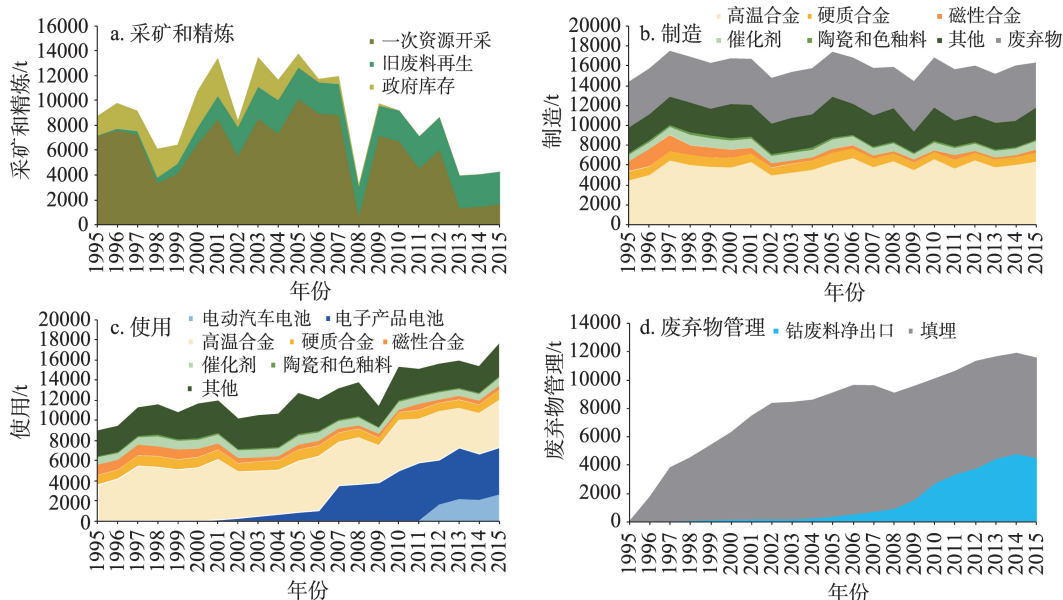 a. 采矿和精炼
一次资源开采
旧废料再生
政府库存
采矿和精炼/t
16000
14000
12000
10000
8000
6000
4000
2000
0
1995 1996 1997 1998 1999 2000 2001 2002 2003 2004 2005 2006 2007 2008 2009 2010 2011 2012 2013 2014 2015
年份
高温合金 硬质合金 磁性合金
b. 制造 催化剂 陶瓷和色釉料 其他 废弃物
制造/t
20000
18000
16000
14000
12000
10000
8000
6000
4000
2000
0
1995 1996 1997 1998 1999 2000 2001 2002 2003 2004 2005 2006 2007 2008 2009 2010 2011 2012 2013 2014 2015
年份
c. 使用
电动汽车电池 电子产品电池
高温合金 硬质合金 磁性合金
催化剂 陶瓷和色釉料
其他
使用/t
20000
18000
16000
14000
12000
10000
8000
6000
4000
2000
0
1995 1996 1997 1998 1999 2000 2001 2002 2003 2004 2005 2006 2007 2008 2009 2010 2011 2012 2013 2014 2015
年份
d. 废弃物管理
钴废料净出口 填埋
废弃物管理/t
14000
12000
10000
8000
6000
4000
2000
0
1995 1996 1997 1998 1999 2000 2001 2002 2003 2004 2005 2006 2007 2008 2009 2010 2011 2012 2013 2014 2015
年份